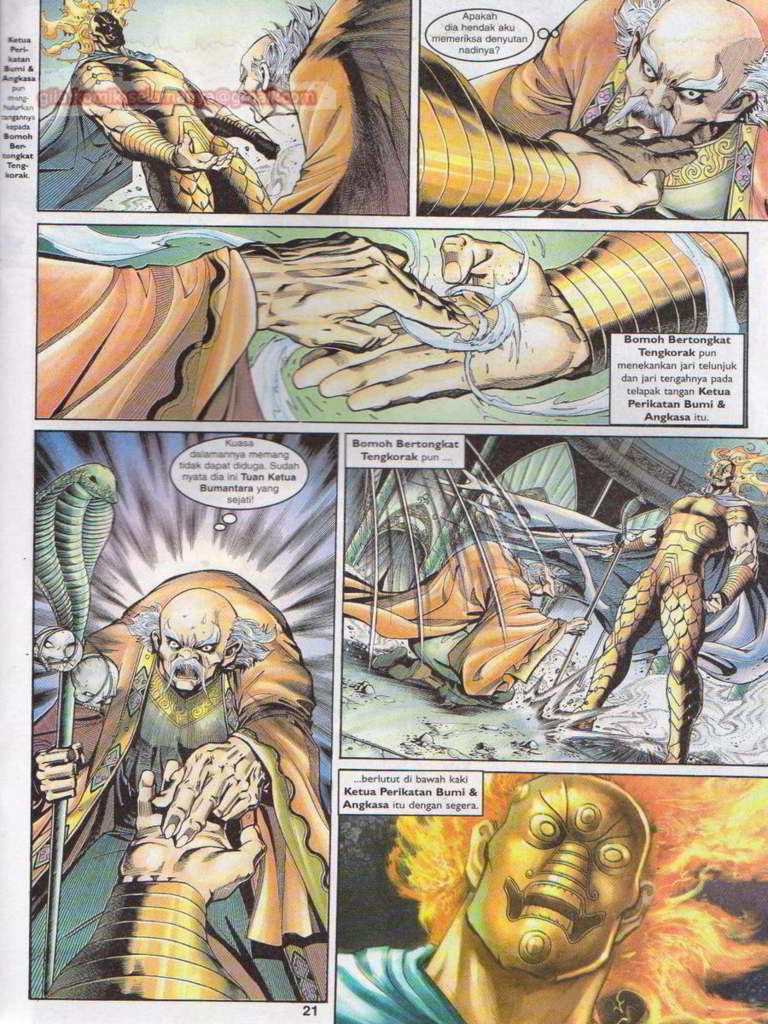 Ketua
Peri-
katan
Bumi &
Angkasa
pun
meng-
hulurkan
tangannya
kepada
Bomoh
Ber-
tongkat
Teng-
korak.
Apakah
dia hendak aku
memeriksa denyutan
nadinya?
Bomoh Bertongkat
Tengkorak pun
menekankan jari telunjuk
dan jari tengahnya pada
telapak tangan Ketua
Perikatan Bumi &
Angkasa itu.
Kuasa
dalamannya memang
tidak dapat diduga. Sudah
nyata dia ini Tuan Ketua
Bumantara yang
sejati!
Bomoh Bertongkat
Tengkorak pun ...
...berlutut di bawah kaki
Ketua Perikatan Bumi &
Angkasa itu dengan segera.
21